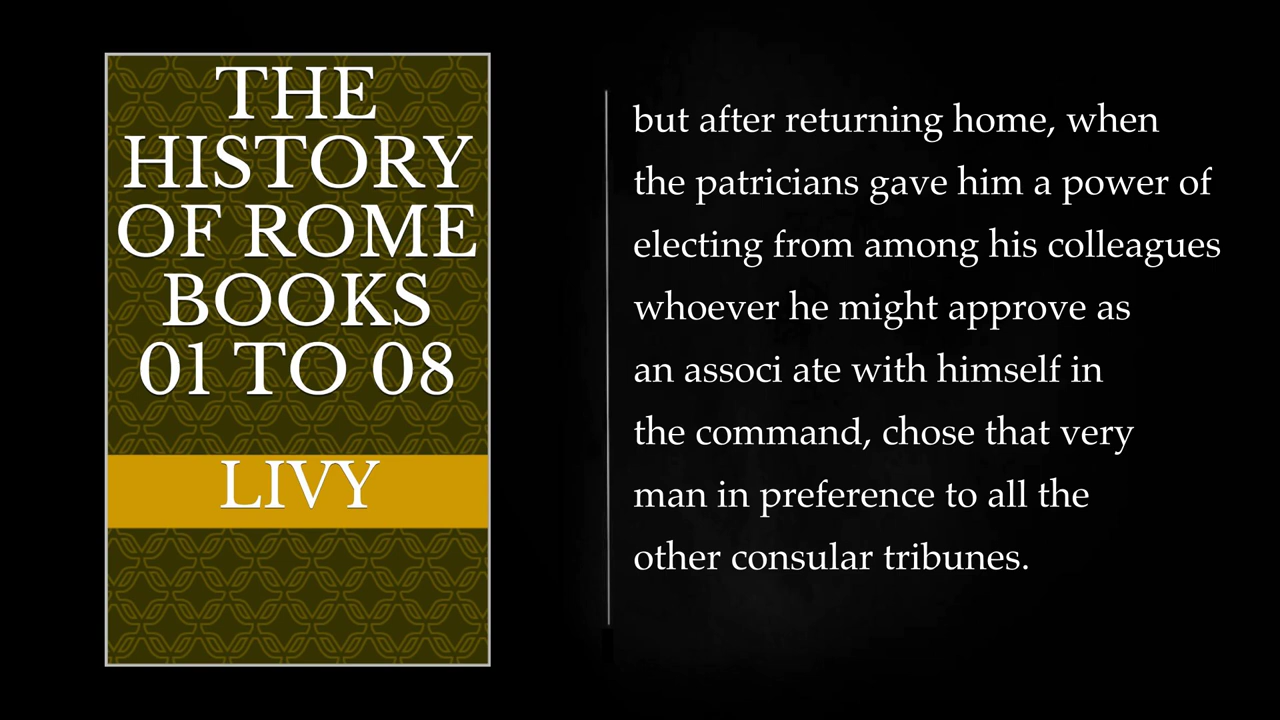 THE
HISTORY
OF ROME
BOOKS
01 TO 08
LIVY
but after returning home, when
the patricians gave him a power of
electing from among his colleagues
whoever he might approve as
an associ ate with himself in
the command, chose that very
man in preference to all the
other consular tribunes.